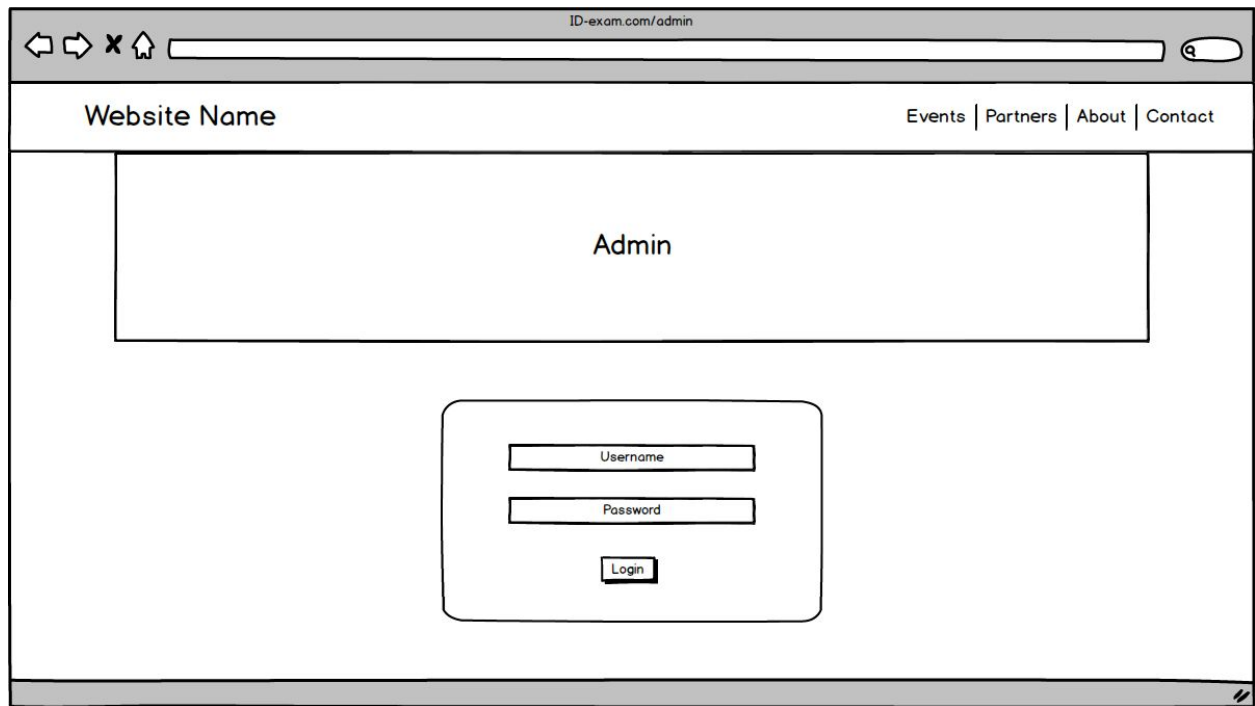 ID-exam.com/admin
Website Name
Events | Partners | About | Contact
Admin
Username
Password
Login